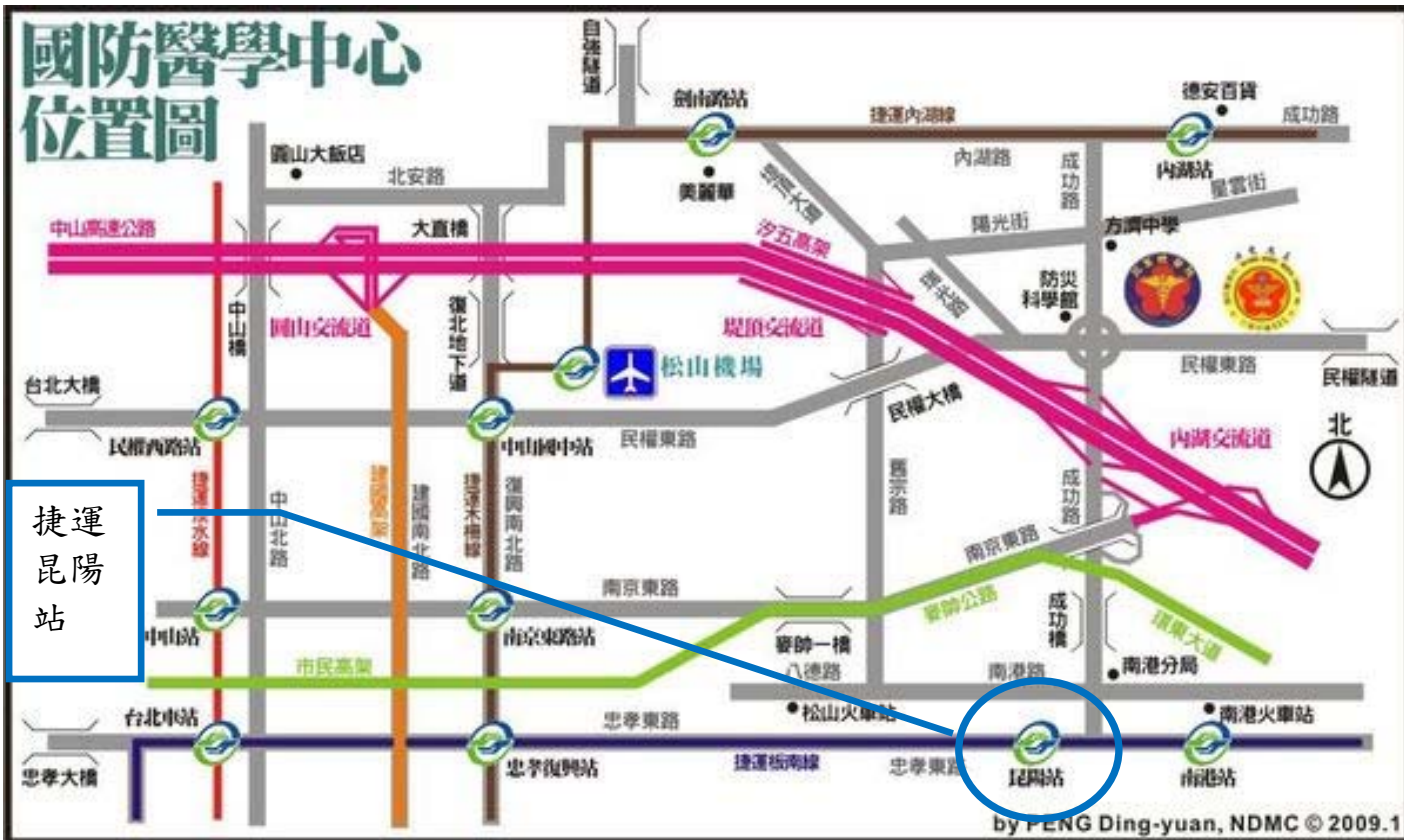 國防醫學中心
位置圖
自強隧道
劍南路站
捷運內湖線
德安百貨
成功路
圓山大飯店
北安路
美麗華
內湖路
成功路
內湖站
星雲街
堤頂大道
中山高速公路
大直橋
汐五高架
陽光街
方濟中學
中山橋
圓山交流道
復北地下道
堤頂交流道
瑞光路
防災
科學館
松山機場
民權東路
民權隧道
台北大橋
民權西路站
中山國中站
民權東路
民權大橋
內湖交流道
北
捷運
昆陽
站
捷運淡水線
中山北路
建國高架
建國南北路
捷運木柵線
復興南北路
舊宗路
成功路
南京東路
中山站
南京東路
南京東路站
麥帥一橋
麥帥公路
成功橋
環東大道
市民高架
八德路
南港路
南港分局
台北車站
忠孝東路
松山火車站
南港火車站
忠孝大橋
忠孝復興站
捷運板南線
忠孝東路
昆陽站
南港站
by PENG Ding-yuan, NDMC © 2009.1